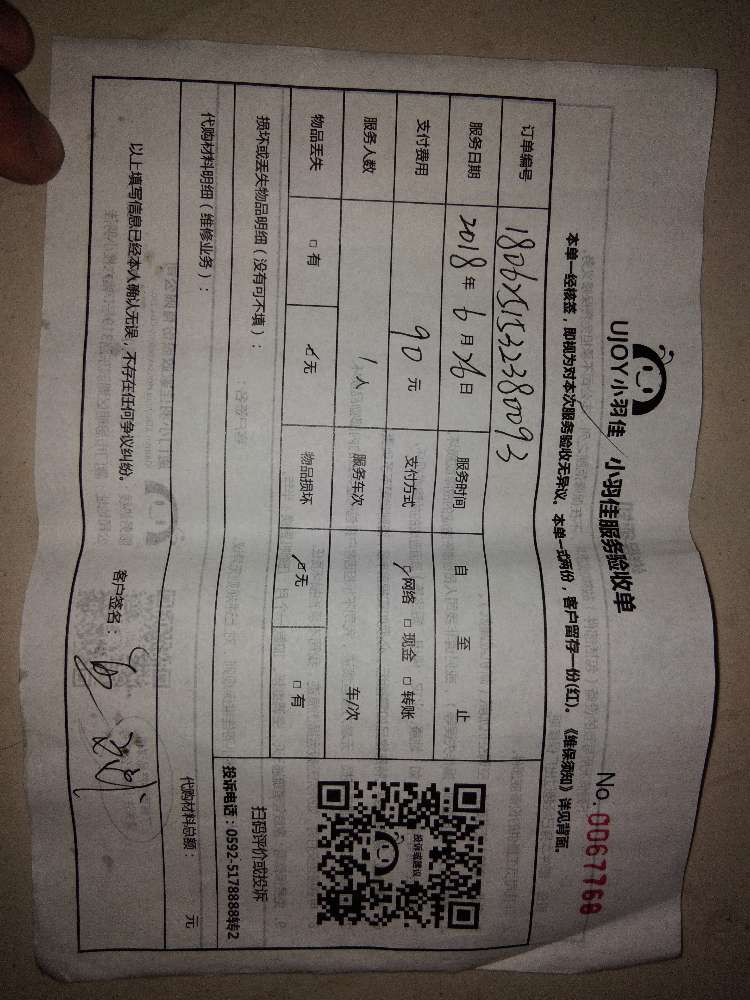 UJOY小羽佳 小羽佳服务验收单 No. 0067768
本单一经核签，即视为对本次服务验收无异议。本单一式两份，客户留存一份(红)。《维保须知》详见背面。
订单编号 1806251532380093
服务日期 2018年6月26日 服务时间 自 至 止
支付费用 90元 支付方式 网络 □ 现金 □ 转账
服务人数 1人 服务车次 车/次
物品丢失 □ 有 无 物品损坏 无 □ 有
投诉或建议
扫码评价或投诉
投诉电话：0592-5178888转2
损坏或丢失物品明细（没有可不填）：
代购材料明细（维修业务）： 代购材料总额： 元
以上填写信息已经本人确认无误，不存在任何争议纠纷。 客户签名：